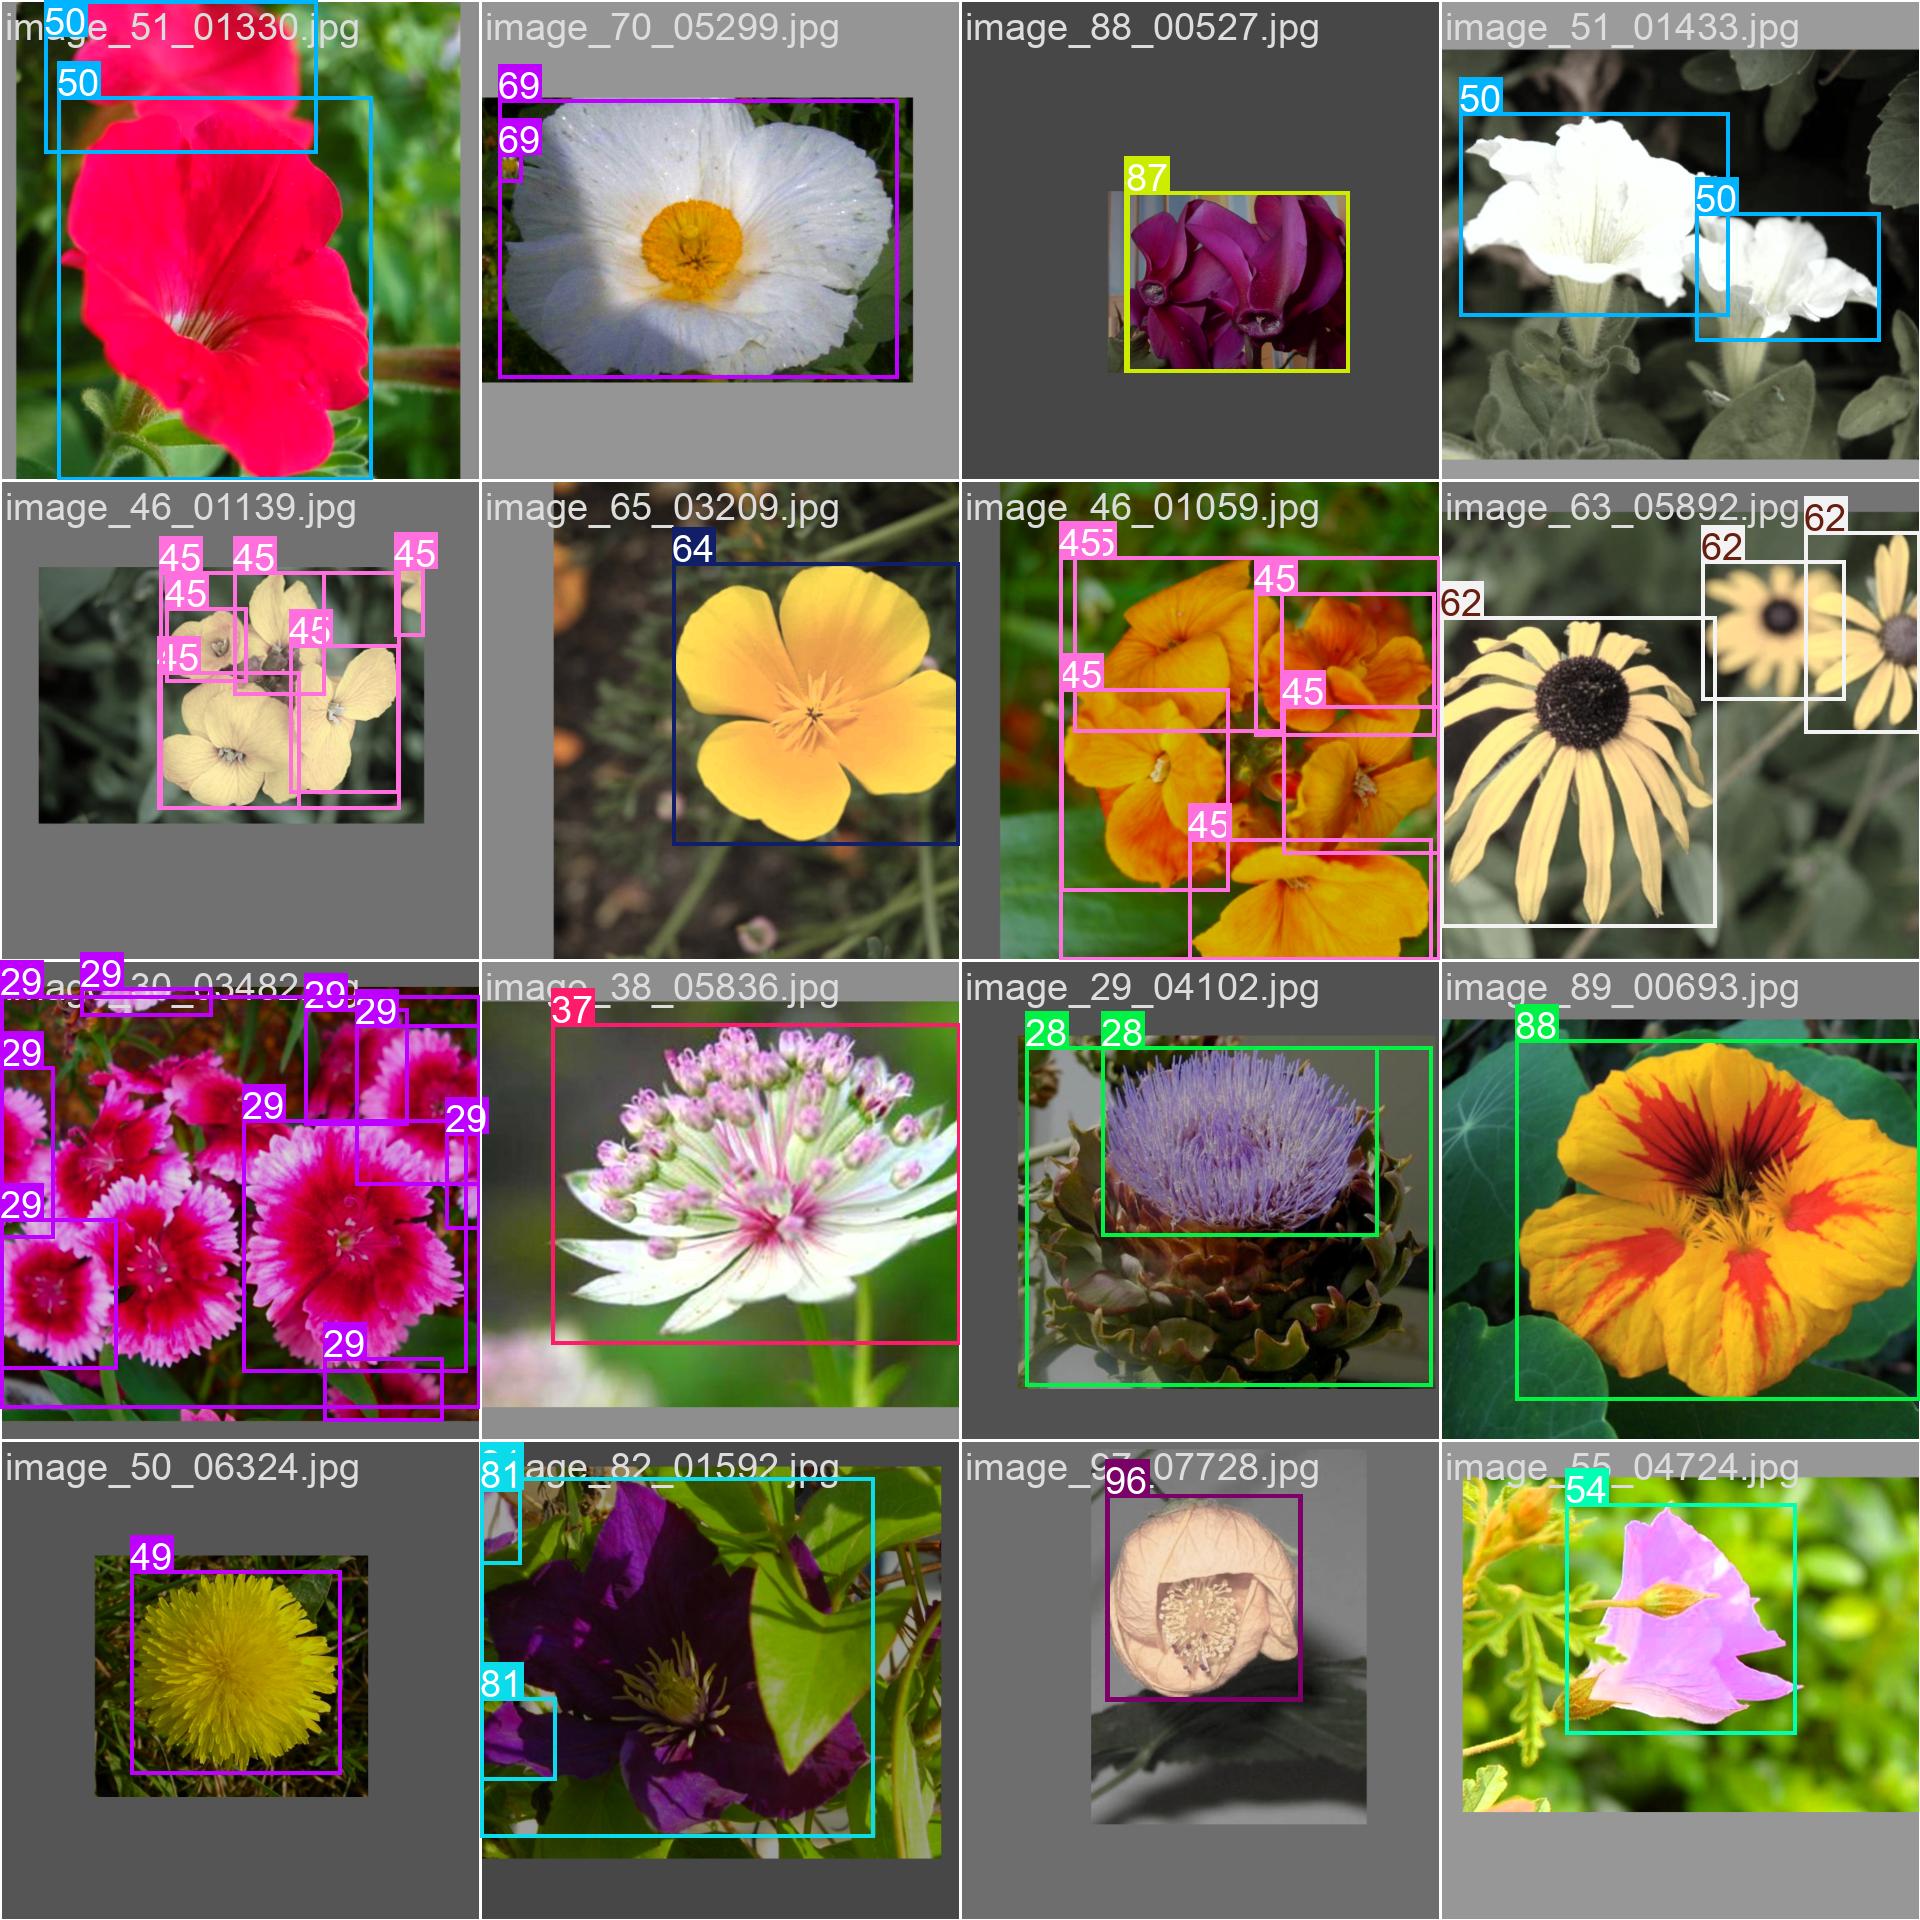 image_51_01330.jpg
50
50
image_70_05299.jpg
69
69
image_88_00527.jpg
87
image_51_01433.jpg
50
50
image_46_01139.jpg
45
45
45
45
45
45
image_65_03209.jpg
64
image_46_01059.jpg
45
45
45
45
45
image_63_05892.jpg
62
62
62
29
29
29
29
29
29
29
29
29
image_38_05836.jpg
37
image_29_04102.jpg
28
28
image_89_00693.jpg
88
image_50_06324.jpg
49
image_82_01592.jpg
81
81
image_97_07728.jpg
96
image_55_04724.jpg
54